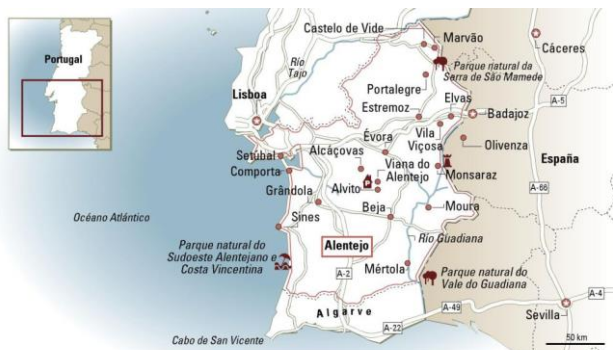 Portugal
Castelo de Vide
Marvão
Cáceres
Río
Tajo
Parque natural da
Serra de São Mamede
Portalegre
Lisboa
Estremoz
Elvas
A-5
Badajoz
Évora
Vila
Viçosa
Olivenza
Setúbal
Alcáçovas
Viana do
Alentejo
España
Comporta
Monsaraz
Alvito
A-66
Grândola
Beja
Moura
Océano Atlántico
Sines
Río Guadiana
Parque natural do
Sudoeste Alentejano e
Costa Vincentina
Alentejo
A-2
Mértola
Parque natural do
Vale do Guadiana
A-4
A-49
Algarve
Sevilla
A-22
Cabo de San Vicente
50 km